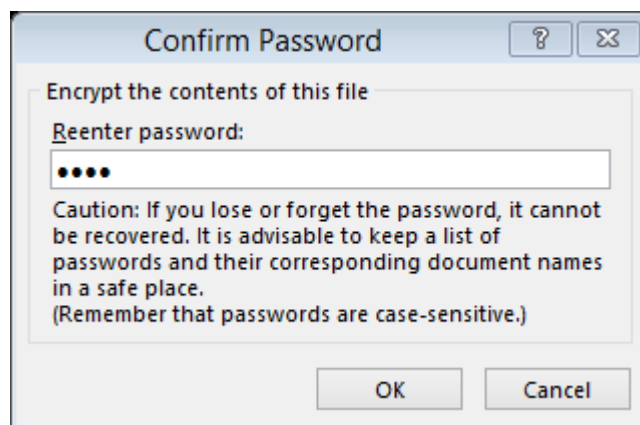 Confirm Password
Encrypt the contents of this file
Reenter password:
••••
Caution: If you lose or forget the password, it cannot
be recovered. It is advisable to keep a list of
passwords and their corresponding document names
in a safe place.
(Remember that passwords are case-sensitive.)
OK Cancel